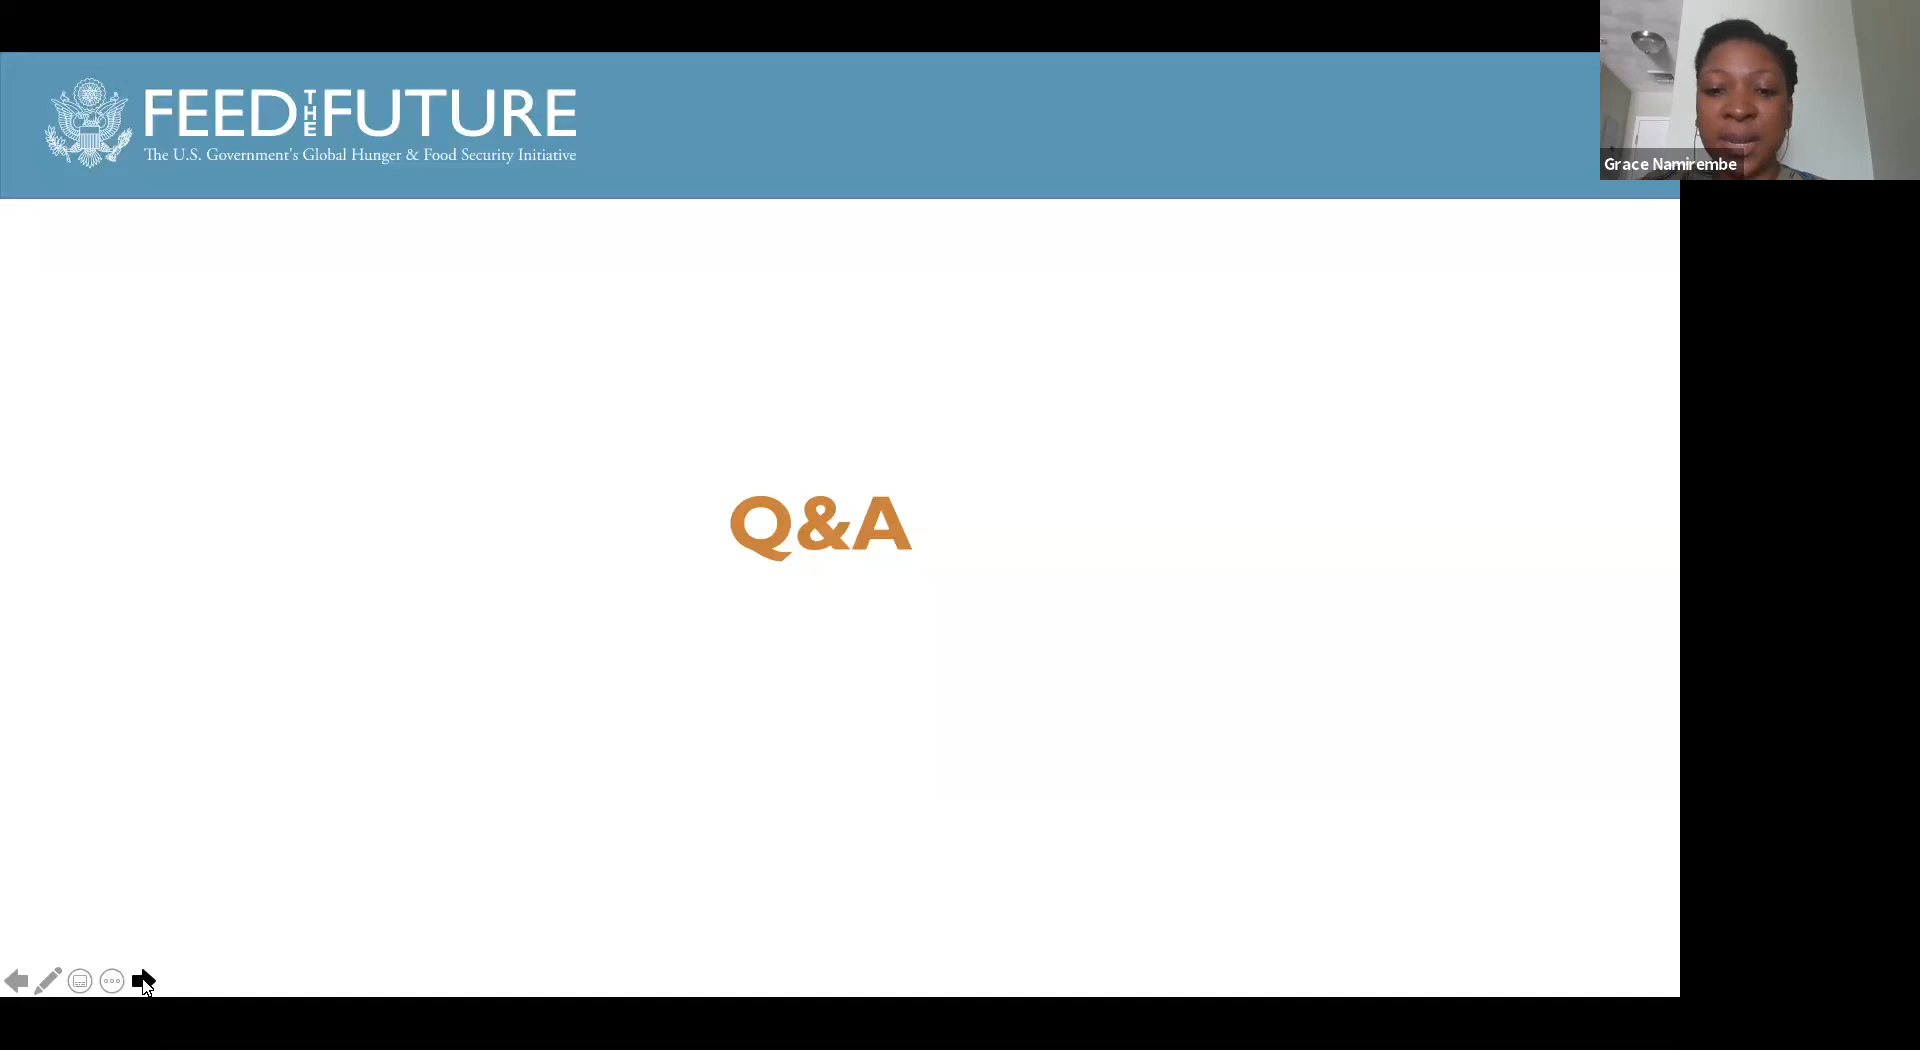 FEED THE FUTURE
The U.S. Government's Global Hunger & Food Security Initiative
Grace Namirembe
Q&A